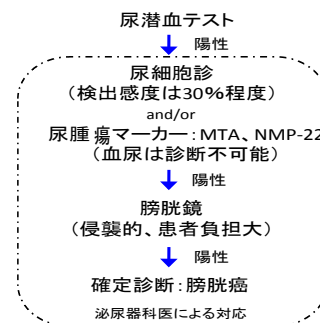 尿潜血テスト
陽性
尿細胞診
(検出感度は30%程度)
and/or
尿腫瘍マーカー:MTA、NMP-22
(血尿は診断不可能)
陽性
膀胱鏡
(侵襲的、患者負担大)
陽性
確定診断:膀胱癌
泌尿器科医による対応